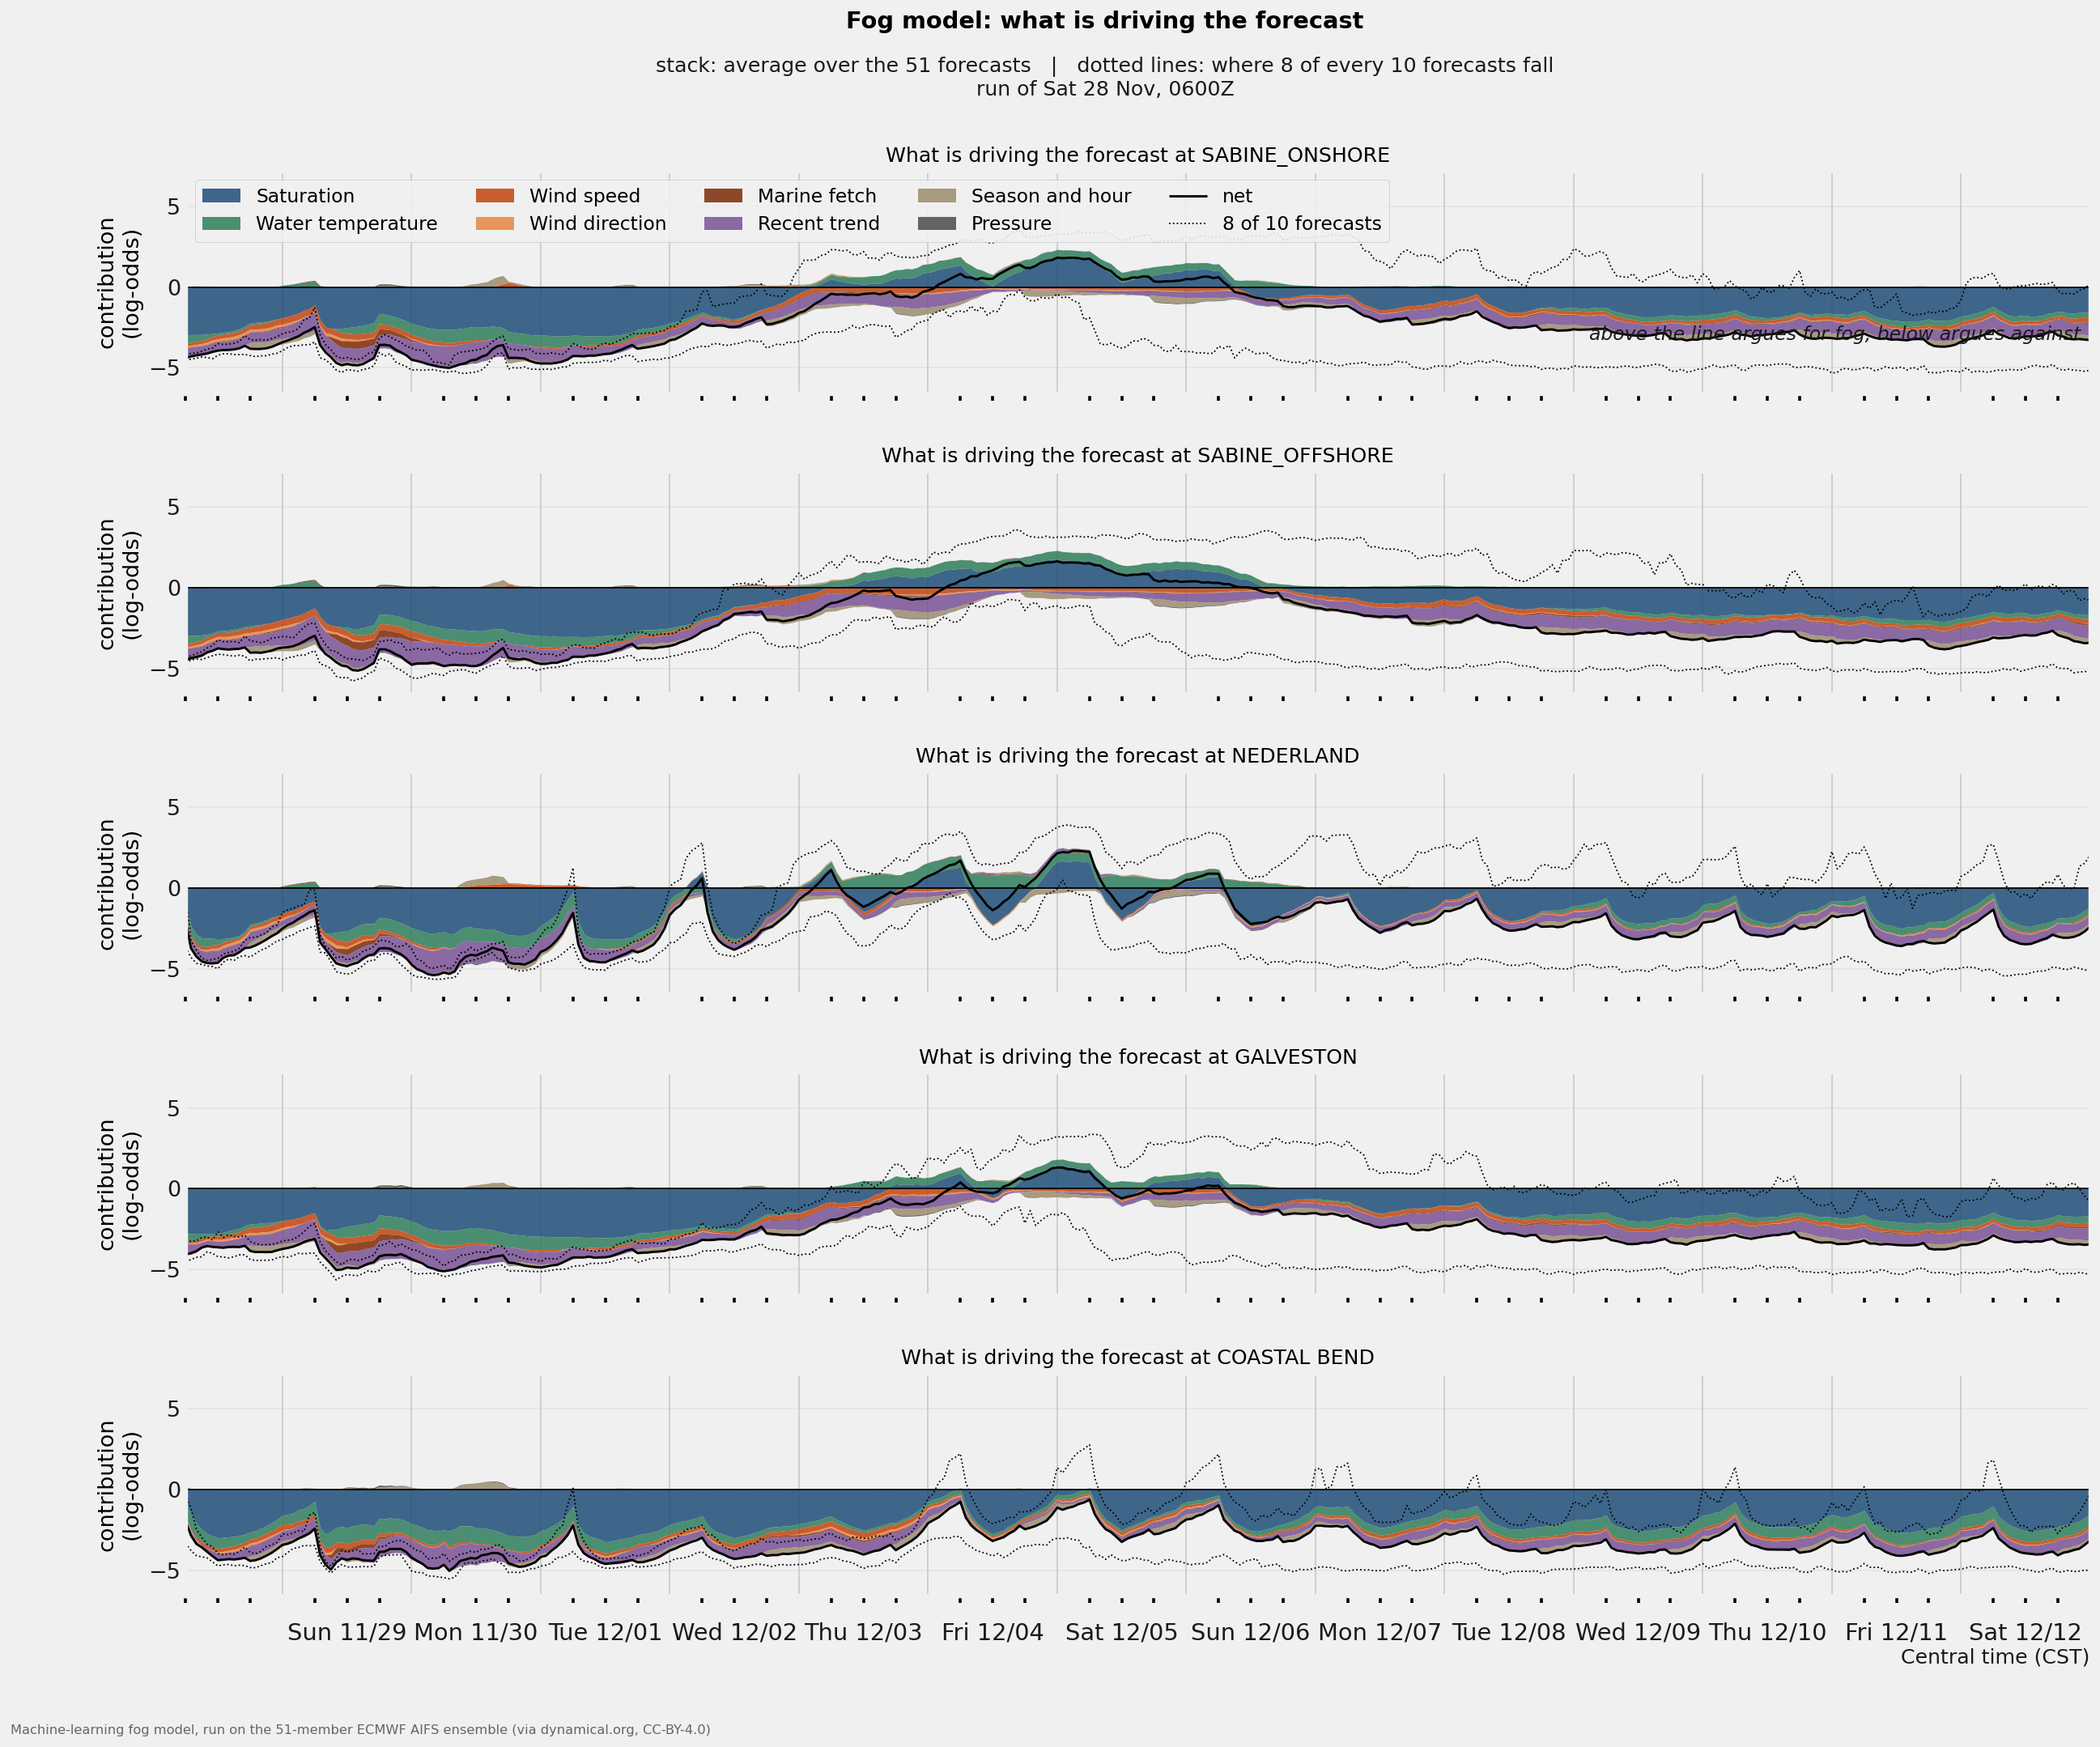 Fog model: what is driving the forecast
stack: average over the 51 forecasts | dotted lines: where 8 of every 10 forecasts fall
run of Sat 28 Nov, 0600Z
What is driving the forecast at SABINE_ONSHORE
Saturation
Wind speed
Marine fetch
Season and hour
net
Water temperature
Wind direction
Recent trend
Pressure
8 of 10 forecasts
contribution
(log-odds)
5
0
−5
above the line argues for fog, below argues against
What is driving the forecast at SABINE_OFFSHORE
contribution
(log-odds)
5
0
−5
What is driving the forecast at NEDERLAND
contribution
(log-odds)
5
0
−5
What is driving the forecast at GALVESTON
contribution
(log-odds)
5
0
−5
What is driving the forecast at COASTAL BEND
contribution
(log-odds)
5
0
−5
Sun 11/29 Mon 11/30 Tue 12/01 Wed 12/02 Thu 12/03 Fri 12/04 Sat 12/05 Sun 12/06 Mon 12/07 Tue 12/08 Wed 12/09 Thu 12/10 Fri 12/11 Sat 12/12
Central time (CST)
Machine-learning fog model, run on the 51-member ECMWF AIFS ensemble (via dynamical.org, CC-BY-4.0)